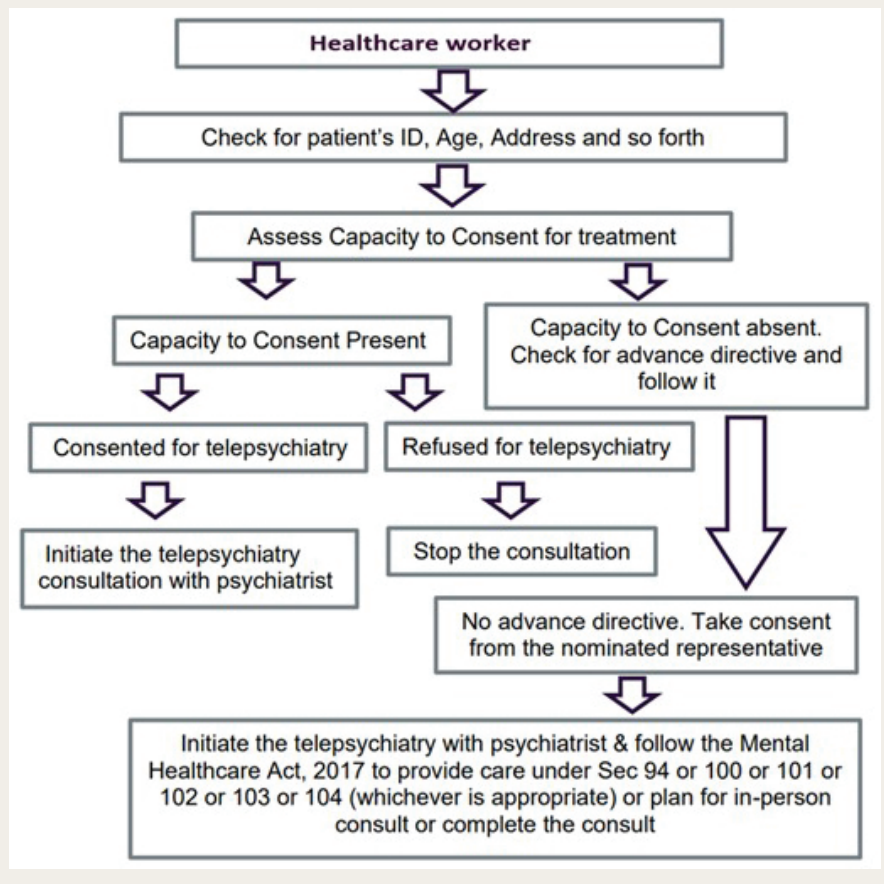 Healthcare worker
Check for patient's ID, Age, Address and so forth
Assess Capacity to Consent for treatment
Capacity to Consent Present
Capacity to Consent absent.
Check for advance directive and
follow it
Consented for telepsychiatry
Refused for telepsychiatry
Initiate the telepsychiatry
consultation with psychiatrist
Stop the consultation
No advance directive. Take consent
from the nominated representative
Initiate the telepsychiatry with psychiatrist & follow the Mental
Healthcare Act, 2017 to provide care under Sec 94 or 100 or 101 or
102 or 103 or 104 (whichever is appropriate) or plan for in-person
consult or complete the consult